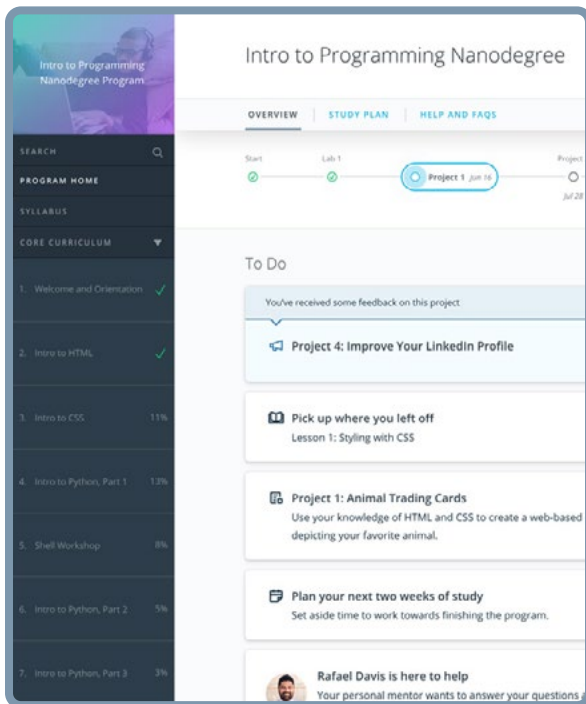 Intro to Programming
Nanodegree Program
SEARCH
PROGRAM HOME
SYLLABUS
CORE CURRICULUM
1. Welcome and Orientation
2. Intro to HTML
3. Intro to CSS 11%
4. Intro to Python, Part 1 13%
5. Shell Workshop 8%
6. Intro to Python, Part 2 5%
7. Intro to Python, Part 3 3%
Intro to Programming Nanodegree
OVERVIEW STUDY PLAN HELP AND FAQS
Start Lab 1 Project
Project 1 Jun 16
Jul 28
To Do
You've received some feedback on this project
Project 4: Improve Your LinkedIn Profile
Pick up where you left off
Lesson 1: Styling with CSS
Project 1: Animal Trading Cards
Use your knowledge of HTML and CSS to create a web-based
depicting your favorite animal.
Plan your next two weeks of study
Set aside time to work towards finishing the program.
Rafael Davis is here to help
Your personal mentor wants to answer your questions a